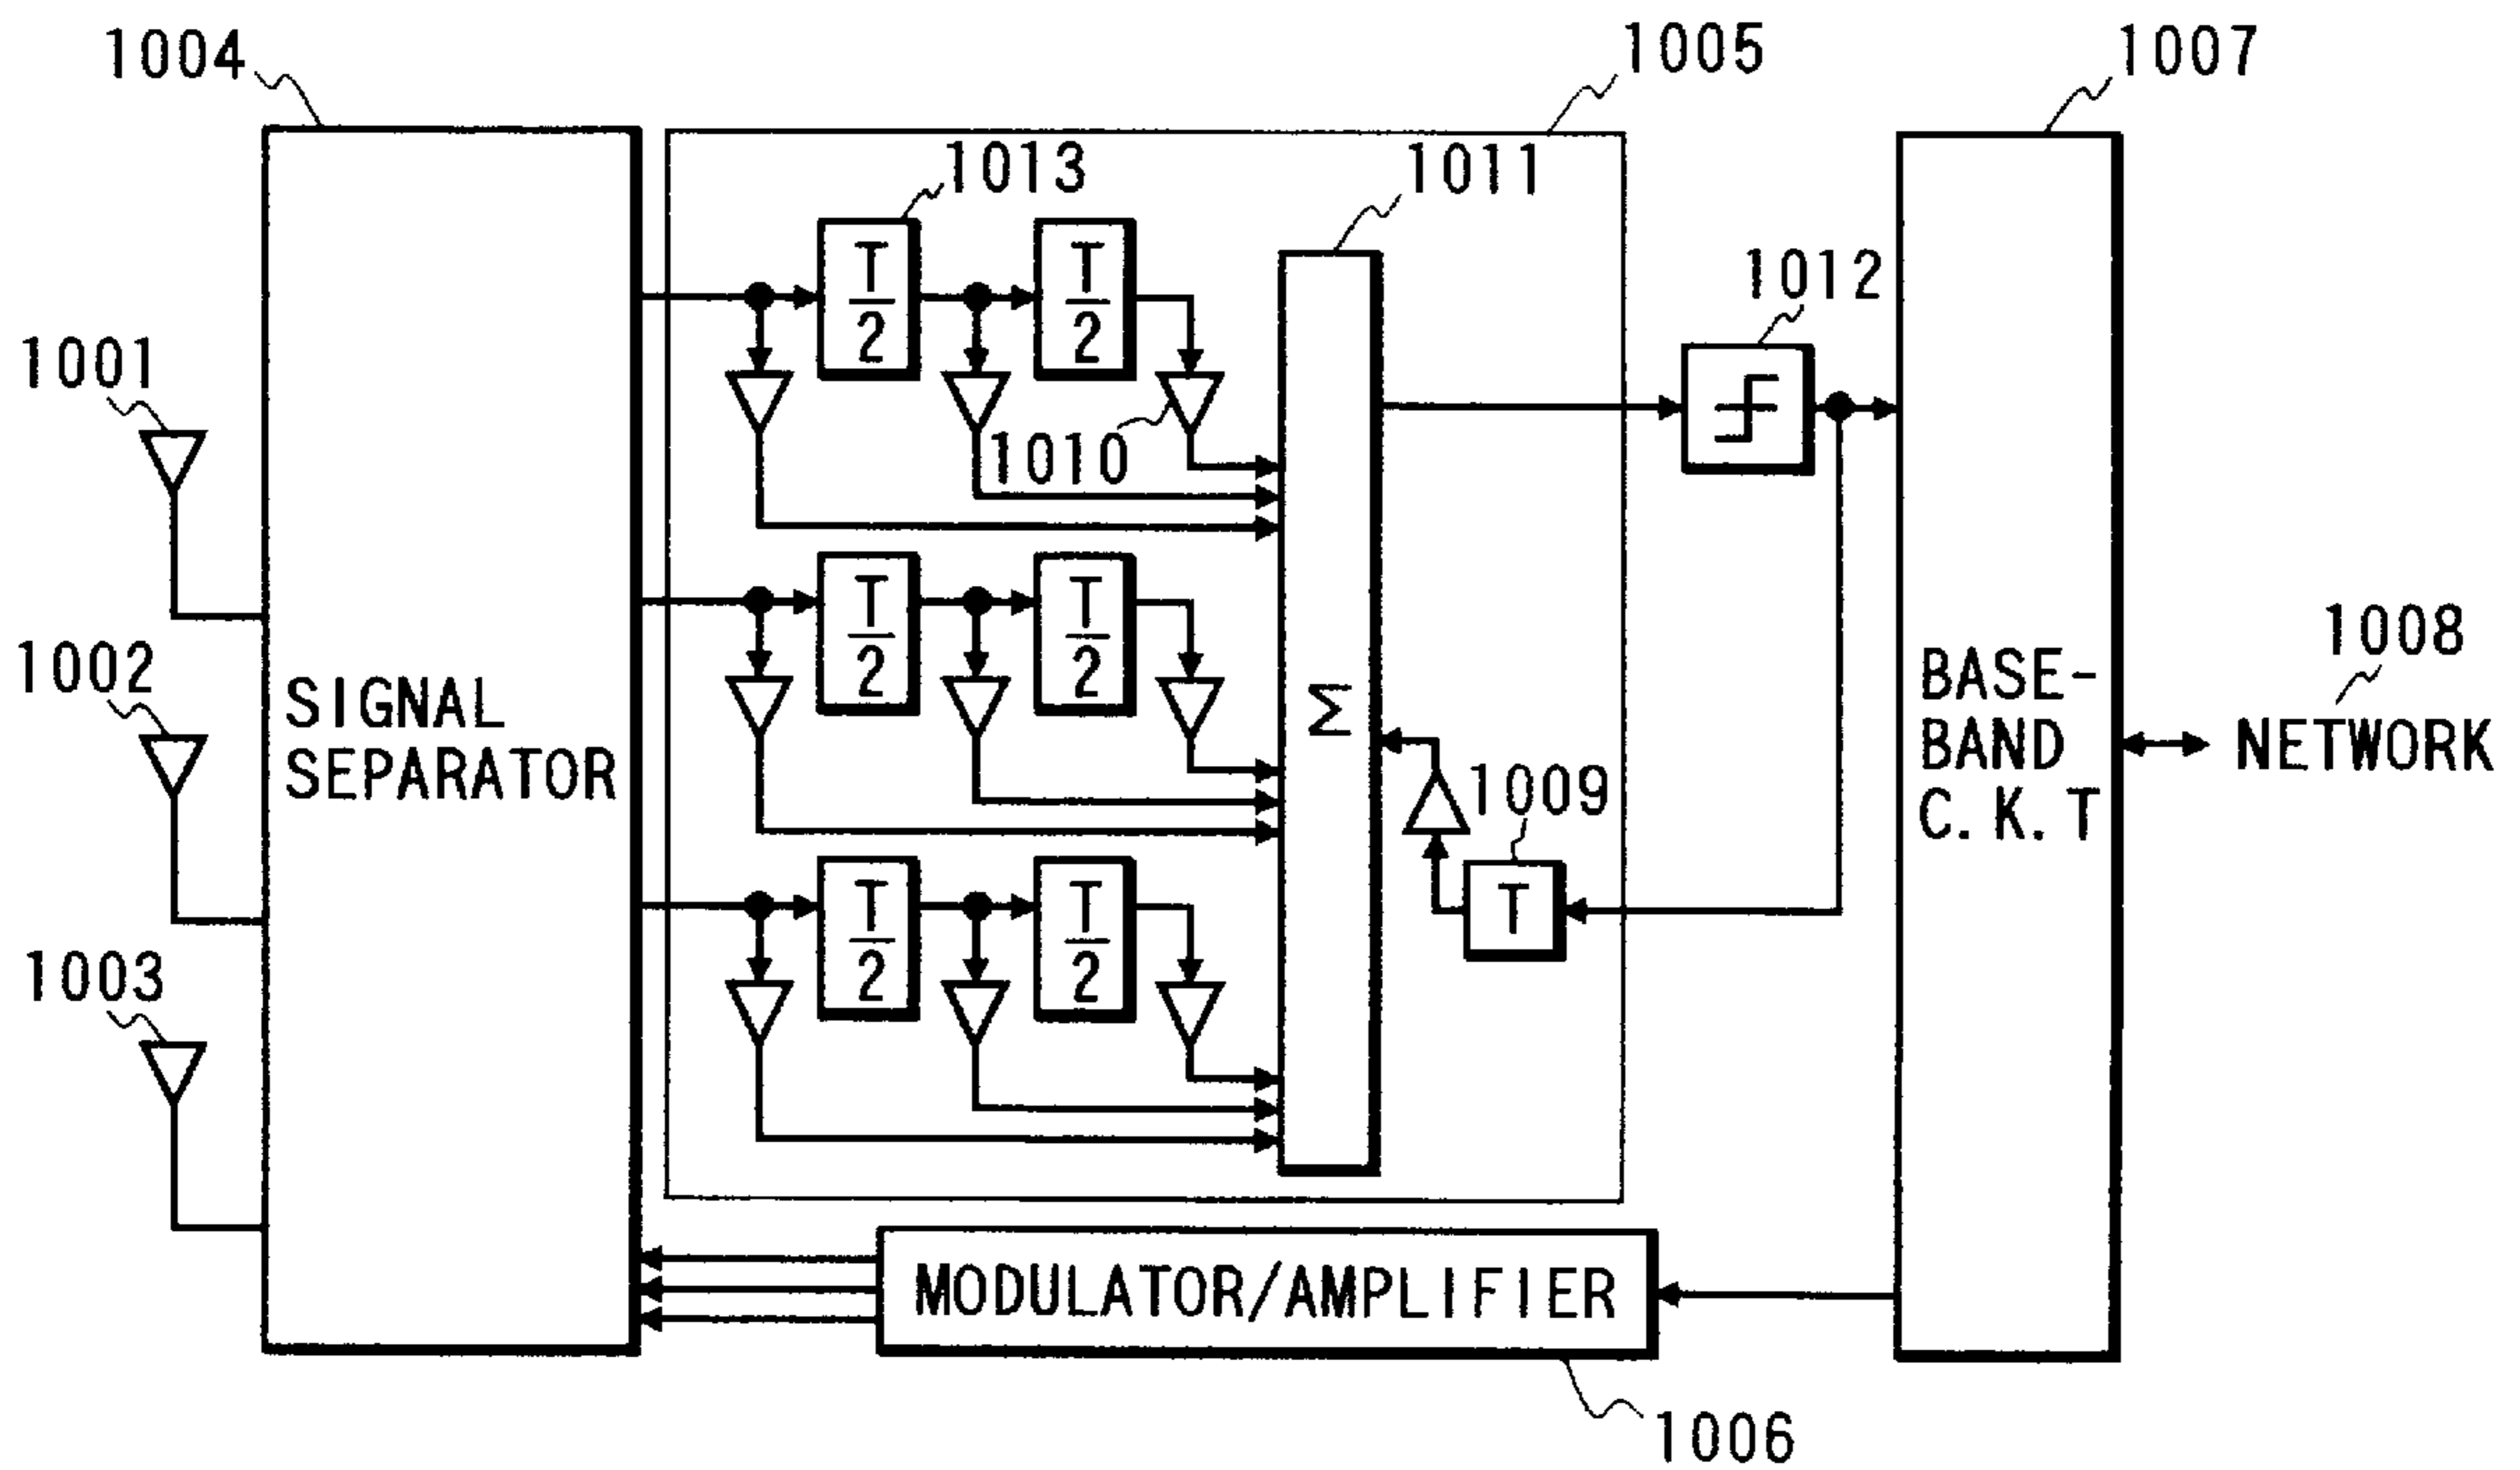 1004
1005
1007
1013
1011
T/2
T/2
1012
1001
1010
T/2
T/2
1008
1002
SIGNAL
SEPARATOR
Σ
BASE-
BAND
C.K.T
NETWORK
1009
T
T/2
T/2
1003
MODULATOR/AMPLIFIER
1006